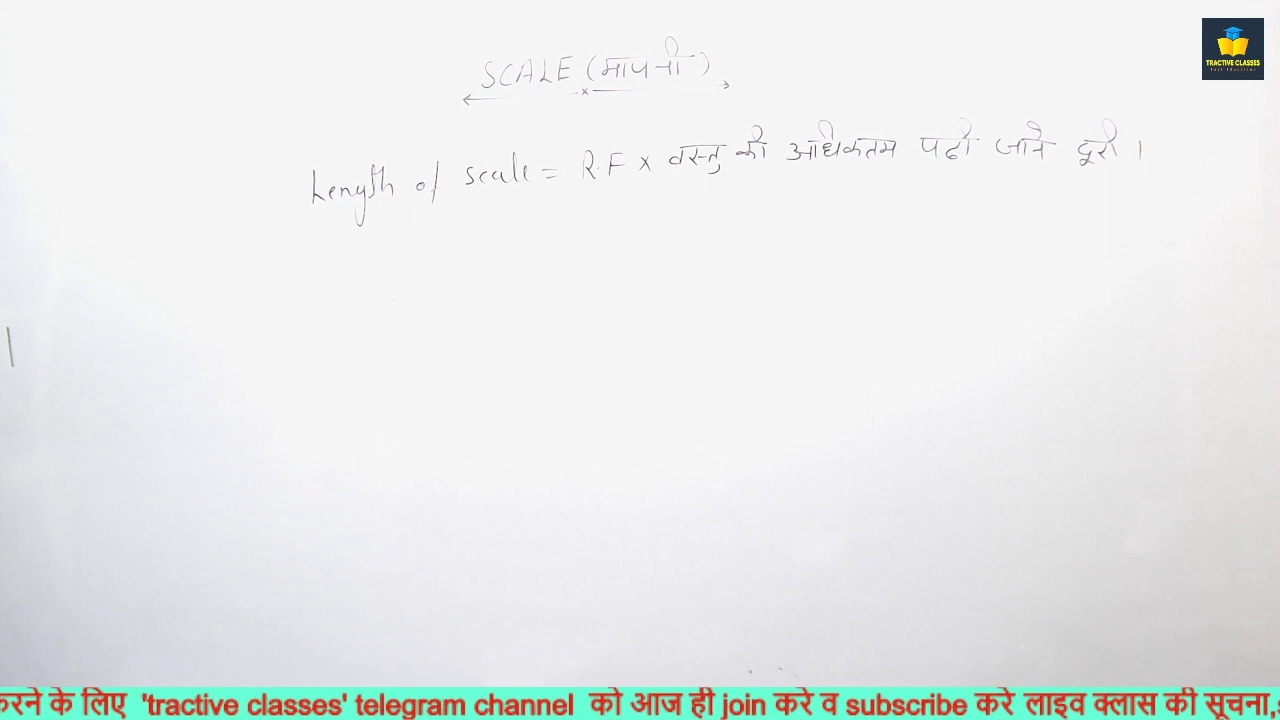 TRACTIVE CLASSES
SCALE (मापनी)
Length of scale = R.F x वस्तु की अधिकतम पढी जाने दूरी ।
करने के लिए 'tractive classes' telegram channel को आज ही join करे व subscribe करे लाइव क्लास की सूचना,